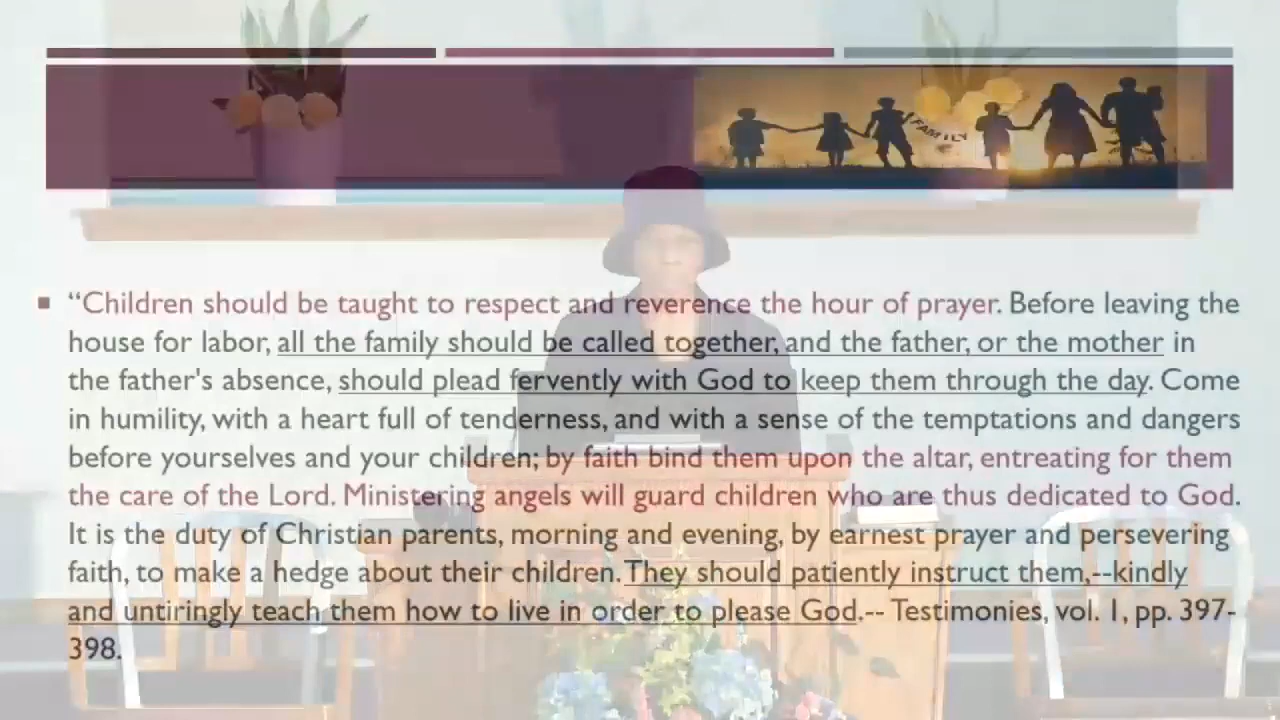 FAMILY
“Children should be taught to respect and reverence the hour of prayer. Before leaving the
house for labor, all the family should be called together, and the father, or the mother in
the father's absence, should plead fervently with God to keep them through the day. Come
in humility, with a heart full of tenderness, and with a sense of the temptations and dangers
before yourselves and your children; by faith bind them upon the altar, entreating for them
the care of the Lord. Ministering angels will guard children who are thus dedicated to God.
It is the duty of Christian parents, morning and evening, by earnest prayer and persevering
faith, to make a hedge about their children. They should patiently instruct them,--kindly
and untiringly teach them how to live in order to please God.-- Testimonies, vol. 1, pp. 397-
398.